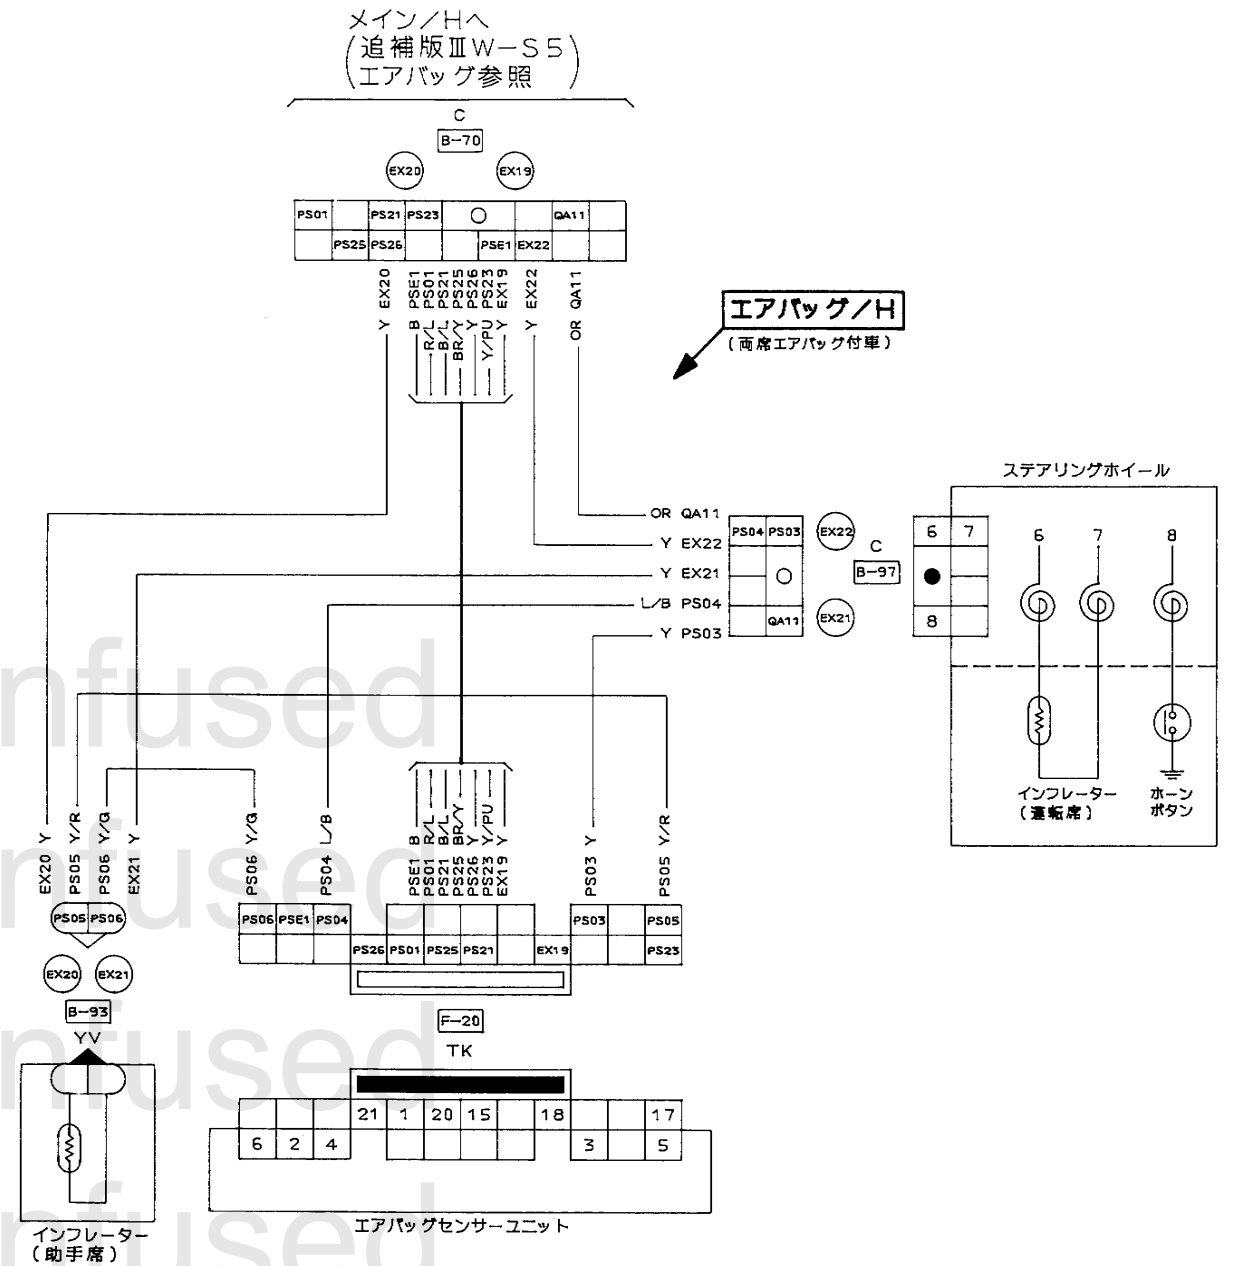 メイン/Hへ
(追補版ⅢW-S5)
(エアバッグ参照)
C
B-70
EX20 EX19
PS01 PS21 PS23 QA11
PS25 PS26 PSE1 EX22
Y EX20
B PSE1
R/L PS01
B/L PS21
BR/Y PS25
Y PS26
Y/PU PS23
Y EX19
Y EX22
OR QA11
エアバッグ/H
(両席エアバッグ付車)
ステアリングホイール
OR QA11
Y EX22
Y EX21
L/B PS04
Y PS03
PS04 PS03
QA11
EX22
C
B-97
EX21
6 7
8
6 7 8
インフレーター
(運転席)
ホーン
ボタン
EX20 Y
PS05 Y/R
PS06 Y/G
EX21 Y
PS06 Y/G
PS04 L/B
PSE1 B
PS01 R/L
PS21 B/L
PS25 BR/Y
PS26 Y
PS23 Y/PU
EX19 Y
PS03 Y
PS05 Y/R
PS05 PS06
EX20 EX21
B-93
YV
PS06 PSE1 PS04 PS03 PS05
PS26 PS01 PS25 PS21 EX19 PS23
F-20
TK
21 1 20 15 18 17
6 2 4 3 5
エアバッグセンサーユニット
インフレーター
(助手席)
nfused
nfused
nfused
nfused